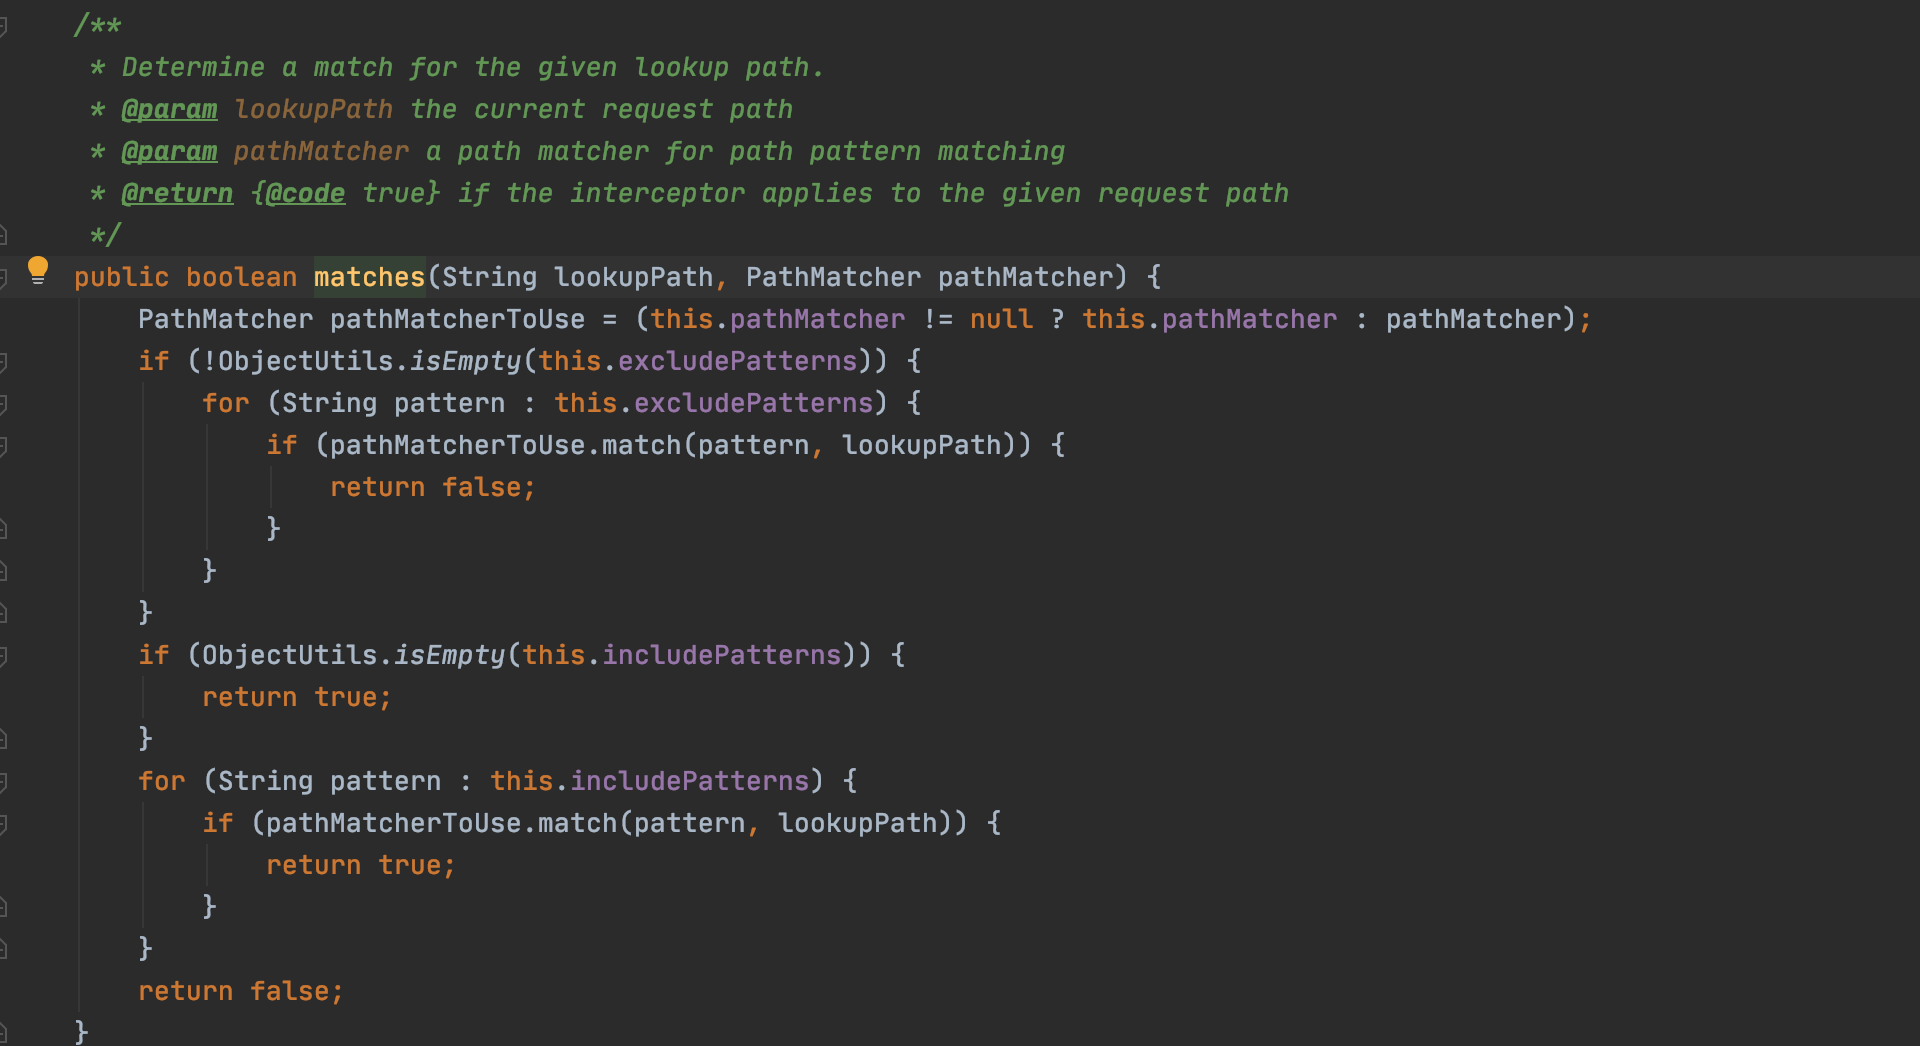 /**
 * Determine a match for the given lookup path.
 * @param lookupPath the current request path
 * @param pathMatcher a path matcher for path pattern matching
 * @return {@code true} if the interceptor applies to the given request path
 */
public boolean matches(String lookupPath, PathMatcher pathMatcher) {
    PathMatcher pathMatcherToUse = (this.pathMatcher != null ? this.pathMatcher : pathMatcher);
    if (!ObjectUtils.isEmpty(this.excludePatterns)) {
        for (String pattern : this.excludePatterns) {
            if (pathMatcherToUse.match(pattern, lookupPath)) {
                return false;
            }
        }
    }
    if (ObjectUtils.isEmpty(this.includePatterns)) {
        return true;
    }
    for (String pattern : this.includePatterns) {
        if (pathMatcherToUse.match(pattern, lookupPath)) {
            return true;
        }
    }
    return false;
}